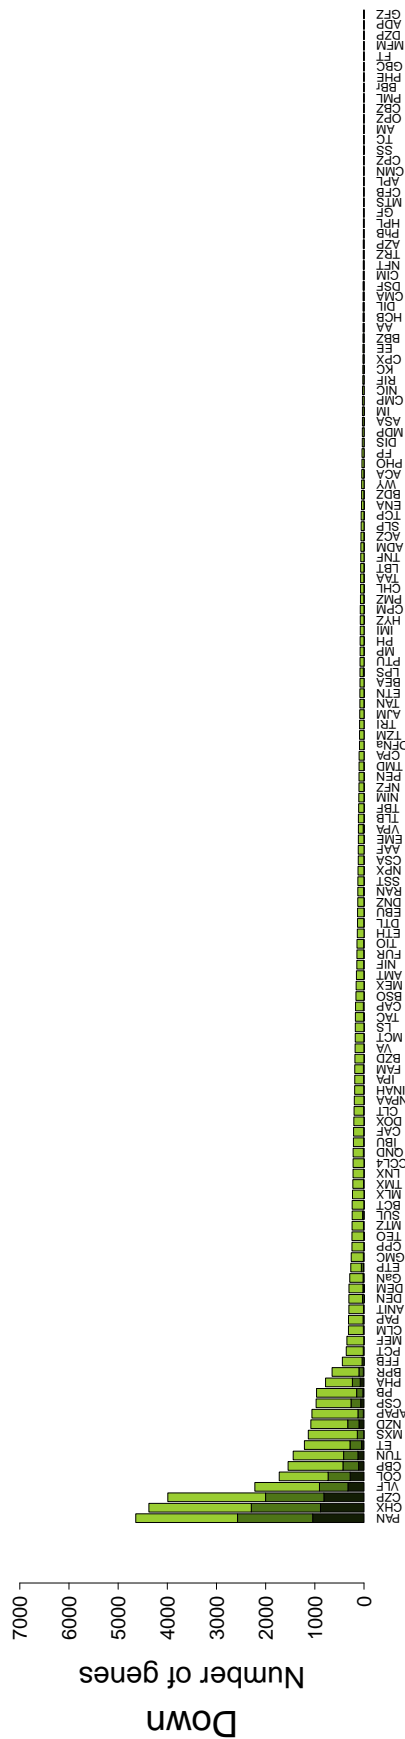 Down
Number of genes
7000
6000
5000
4000
3000
2000
1000
0
PAN
CHX
CZP
VLF
COL
CBP
TUN
ET
MXS
NZD
APAP
CSP
PB
PHA
BPR
FFB
PCT
MEF
CLM
PAP
ANIT
DEN
DEM
GaN
ETP
GMC
CPP
TEO
MTZ
SUL
BCT
MLX
TMX
LNX
CCL4
QND
IBU
CAF
DOX
CLT
NPAA
INAH
IPA
FAM
BZD
VA
MCT
LS
TAC
CAP
BSO
MEX
AMT
NIF
FUR
TIO
ETH
DTL
EBU
DNZ
RAN
SST
NPX
CSA
AAF
EME
VPA
TLB
TBF
NIM
NFZ
PEN
TMD
CPA
DFNa
TZM
TRI
AJM
TAN
ETN
BEA
LPS
PTU
MP
PH
IMI
HYZ
CPM
PMZ
CHL
TAA
LBT
TNF
ADM
ACZ
SLP
TCP
ENA
BDZ
WY
ACA
PHO
FP
DIS
MDP
ASA
IM
CMP
NIC
RIF
KC
CPX
EE
BBZ
AA
HCB
DIL
CMA
DSF
CIM
NFT
TRZ
AZP
PhB
HPL
GF
MTS
CFB
APL
CMN
CPZ
SS
TC
AM
OPZ
CBZ
PML
BBr
PHE
GBC
FT
MFM
DZP
ADP
GFZ